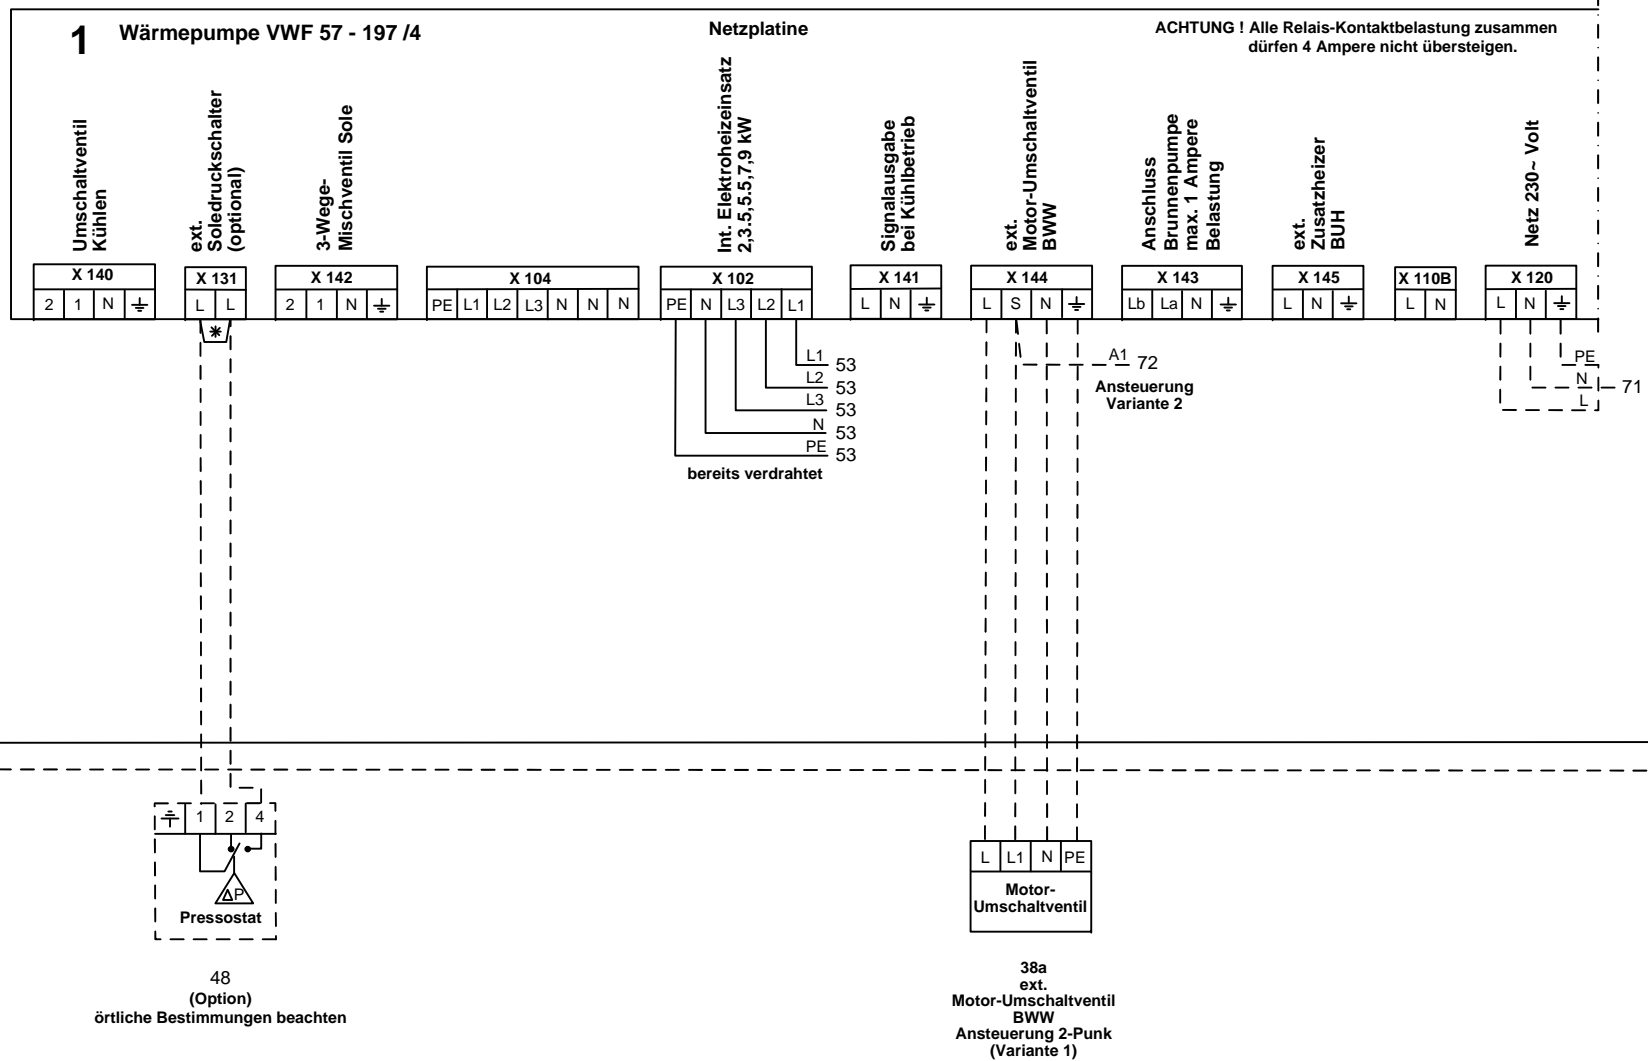 1 Wärmepumpe VWF 57 - 197 /4
Netzplatine
ACHTUNG ! Alle Relais-Kontaktbelastung zusammen
dürfen 4 Ampere nicht übersteigen.
Umschaltventil
Kühlen
ext.
Soledruckschalter
(optional)
3-Wege-
Mischventil Sole
Int. Elektroheizeinsatz
2,3.5,5.5,7,9 kW
Signalausgabe
bei Kühlbetrieb
ext.
Motor-Umschaltventil
BWW
Anschluss
Brunnenpumpe
max. 1 Ampere
Belastung
ext.
Zusatzheizer
BUH
Netz 230~ Volt
X 140
2 1 N ⏚
X 131
L L
*
X 142
2 1 N ⏚
X 104
PE L1 L2 L3 N N N
X 102
PE N L3 L2 L1
X 141
L N ⏚
X 144
L S N ⏚
X 143
Lb La N ⏚
X 145
L N ⏚
X 110B
L N
X 120
L N ⏚
L1 53
L2 53
L3 53
N 53
PE 53
bereits verdrahtet
A1 72
Ansteuerung
Variante 2
PE
N 71
L
⏚ 1 2 4
ΔP
Pressostat
48
(Option)
örtliche Bestimmungen beachten
L L1 N PE
Motor-
Umschaltventil
38a
ext.
Motor-Umschaltventil
BWW
Ansteuerung 2-Punk
(Variante 1)